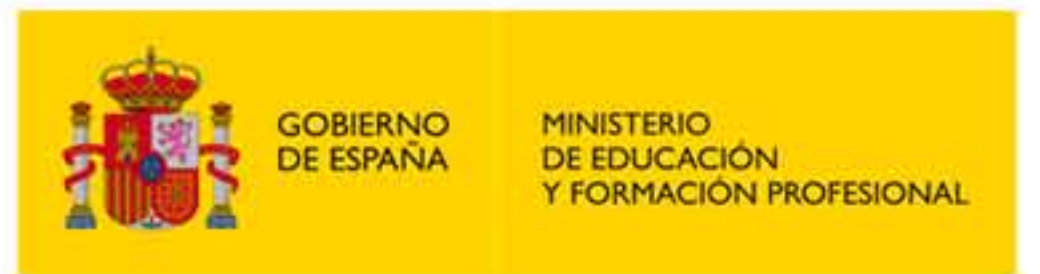 GOBIERNO
DE ESPAÑA
MINISTERIO
DE EDUCACIÓN
Y FORMACIÓN PROFESIONAL